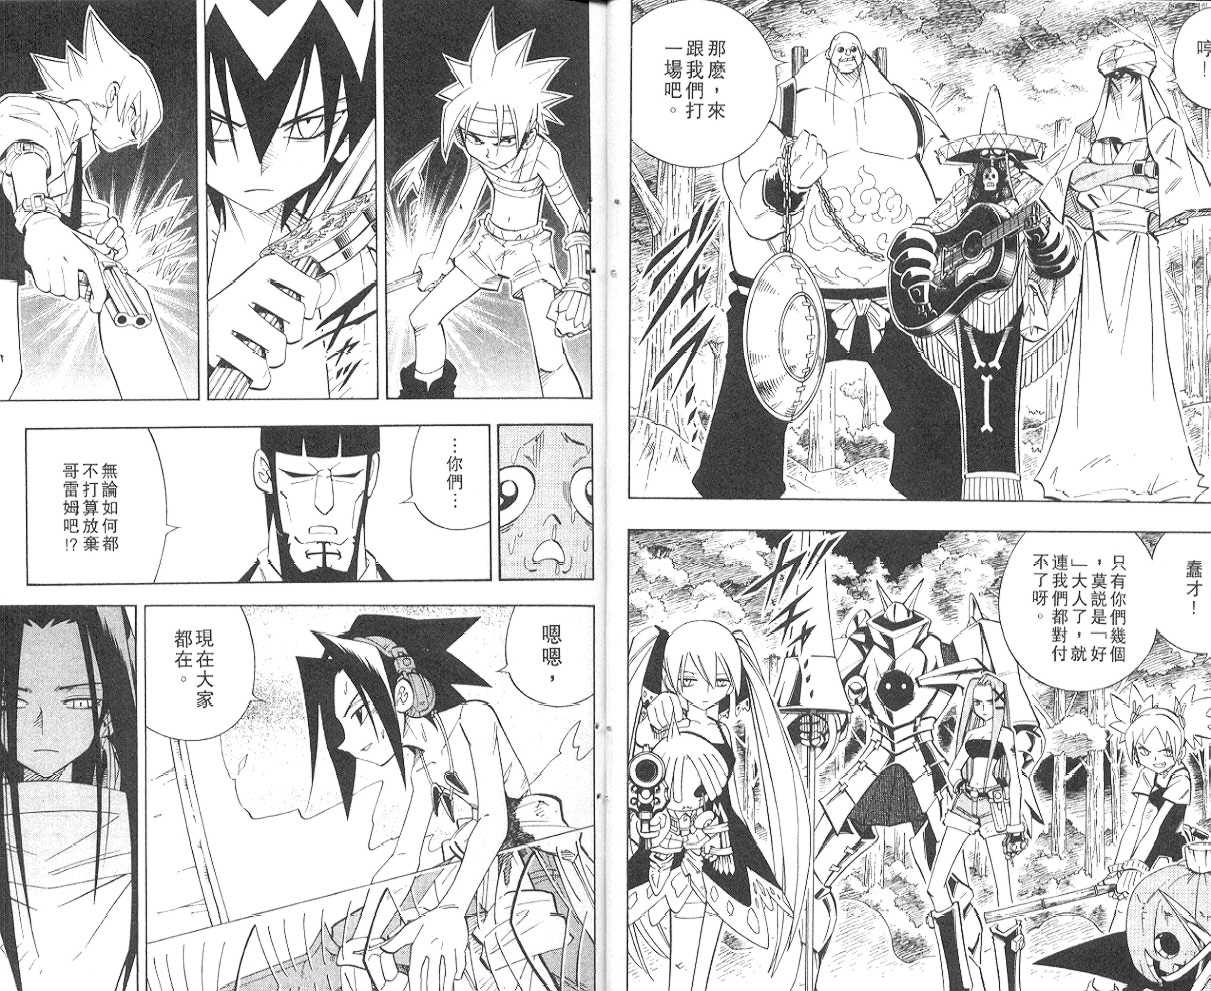 哼！
那麽，來
跟我們打
一場吧。
蠢才！
只有你們幾個
，莫説是「好
」大人了，就
連我們都對付
不了呀。
…你們…
無論如何都
不打算放棄
哥雷姆吧!?
嗯嗯，
現在大家
都在。